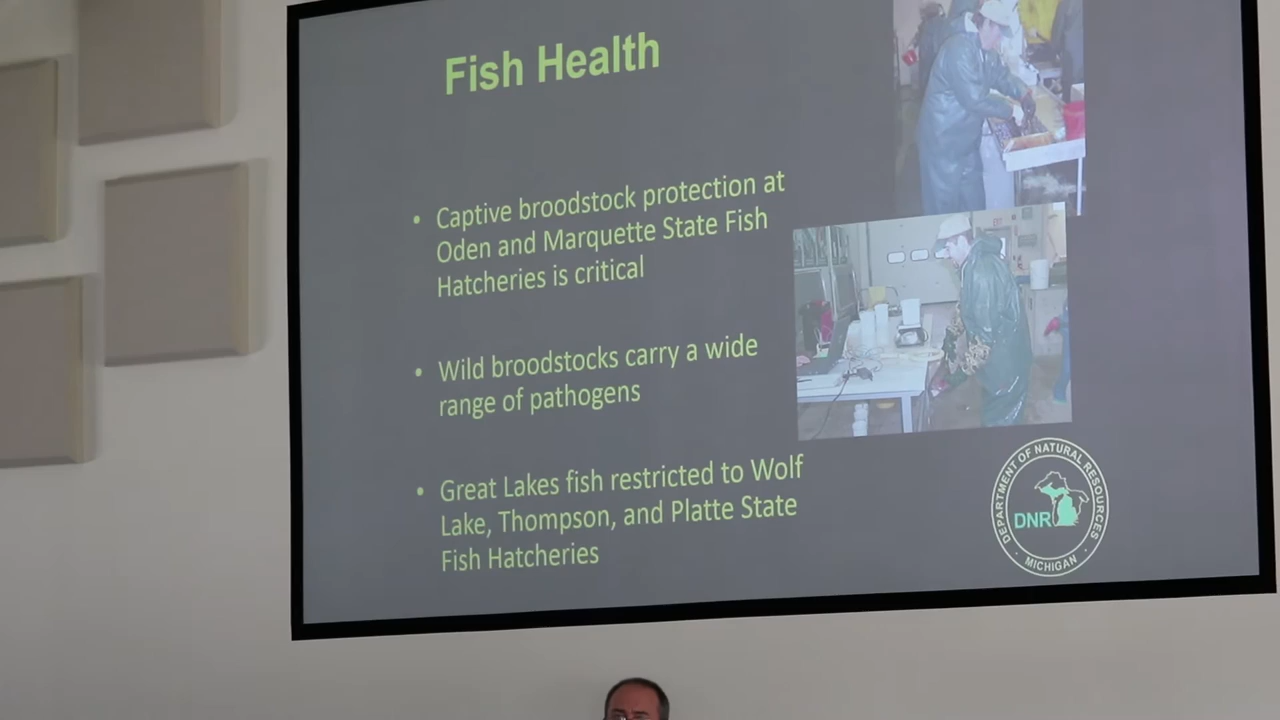 Fish Health
• Captive broodstock protection at
Oden and Marquette State Fish
Hatcheries is critical
• Wild broodstocks carry a wide
range of pathogens
• Great Lakes fish restricted to Wolf
Lake, Thompson, and Platte State
Fish Hatcheries
DEPARTMENT OF NATURAL RESOURCES
DNR
MICHIGAN